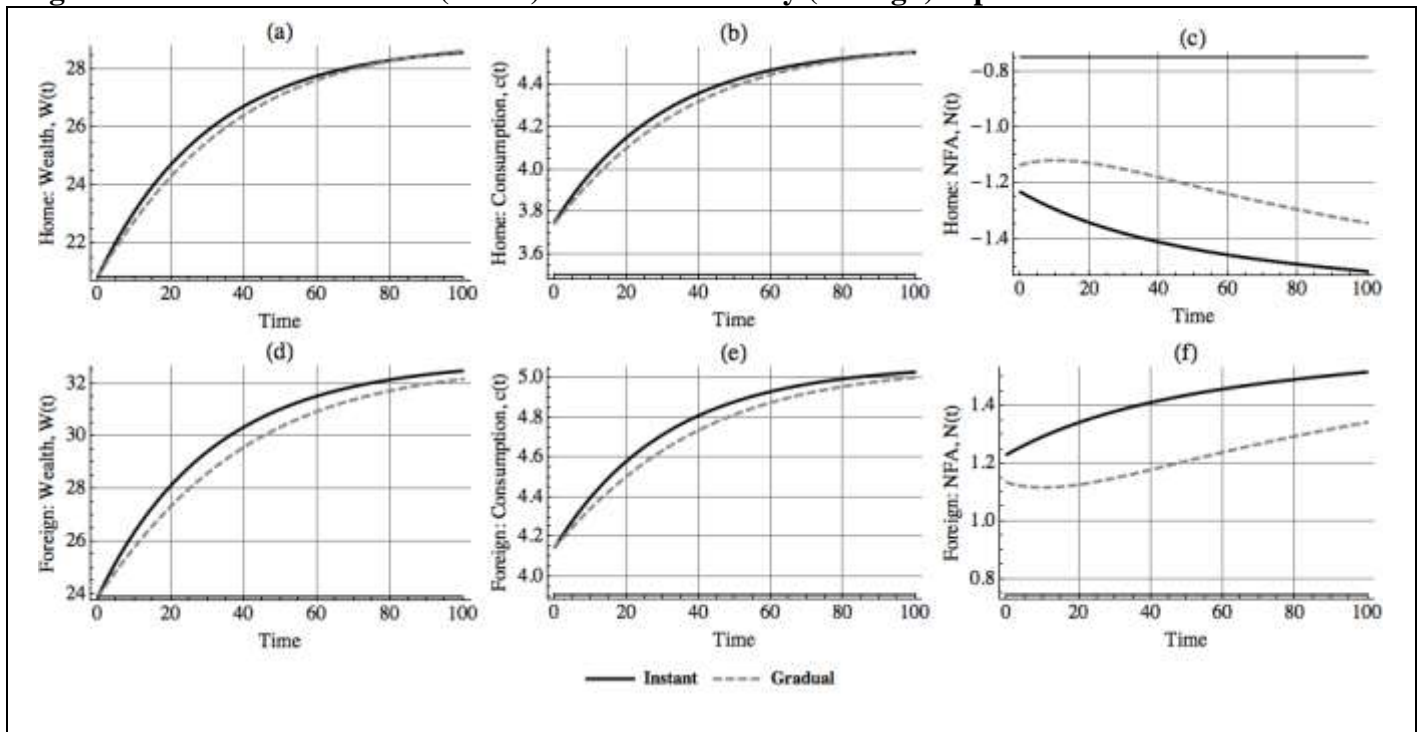 (a)
Home: Wealth, W(t)
28
26
24
22
0 20 40 60 80 100
Time
(b)
Home: Consumption, c(t)
4.4
4.2
4.0
3.8
3.6
0 20 40 60 80 100
Time
(c)
Home: NFA, N(t)
−0.8
−1.0
−1.2
−1.4
0 20 40 60 80 100
Time
(d)
Foreign: Wealth, W(t)
32
30
28
26
24
0 20 40 60 80 100
Time
(e)
Foreign: Consumption, c(t)
5.0
4.8
4.6
4.4
4.2
4.0
0 20 40 60 80 100
Time
(f)
Foreign: NFA, N(t)
1.4
1.2
1.0
0.8
0 20 40 60 80 100
Time
Instant Gradual